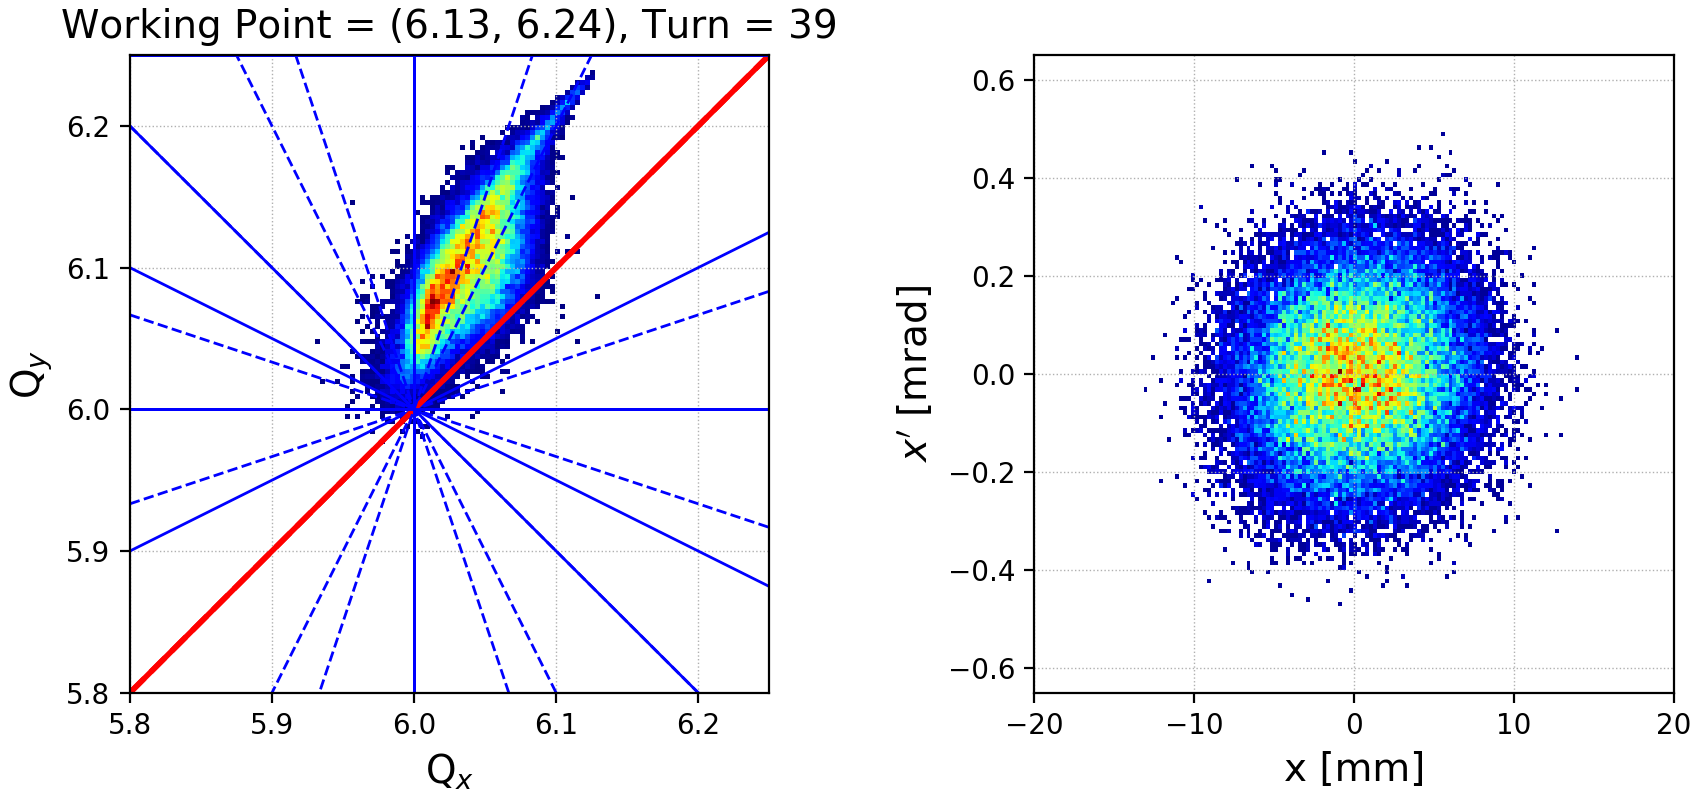 Working Point = (6.13, 6.24), Turn = 39
6.2
6.1
6.0
5.9
5.8
Qy
5.8 5.9 6.0 6.1 6.2
Qx
0.6
0.4
0.2
0.0
−0.2
−0.4
−0.6
x′ [mrad]
−20 −10 0 10 20
x [mm]